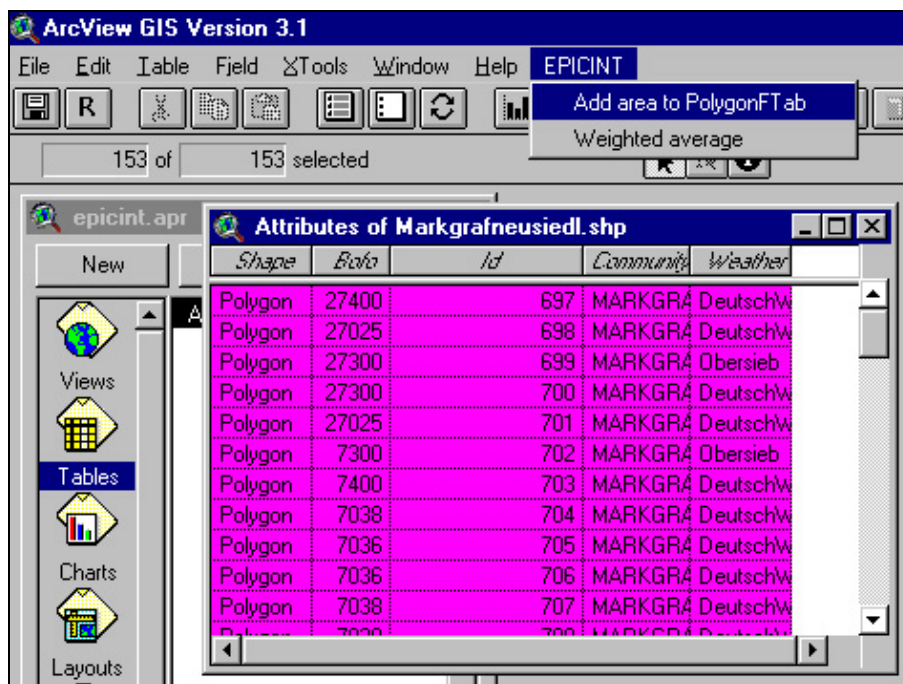 ArcView GIS Version 3.1
File Edit Table Field XTools Window Help EPICINT
R
Add area to PolygonFTab
Weighted average
153 of 153 selected
epicint.apr
New
Views
Tables
Charts
Layouts
Attributes of Markgrafneusiedl.shp
Shape Bofo Id Community Weather
Polygon 27400 697 MARKGRA DeutschW
Polygon 27025 698 MARKGRA DeutschW
Polygon 27300 699 MARKGRA Obersieb
Polygon 27300 700 MARKGRA DeutschW
Polygon 27025 701 MARKGRA DeutschW
Polygon 7300 702 MARKGRA Obersieb
Polygon 7400 703 MARKGRA DeutschW
Polygon 7038 704 MARKGRA DeutschW
Polygon 7036 705 MARKGRA DeutschW
Polygon 7036 706 MARKGRA DeutschW
Polygon 7038 707 MARKGRA DeutschW